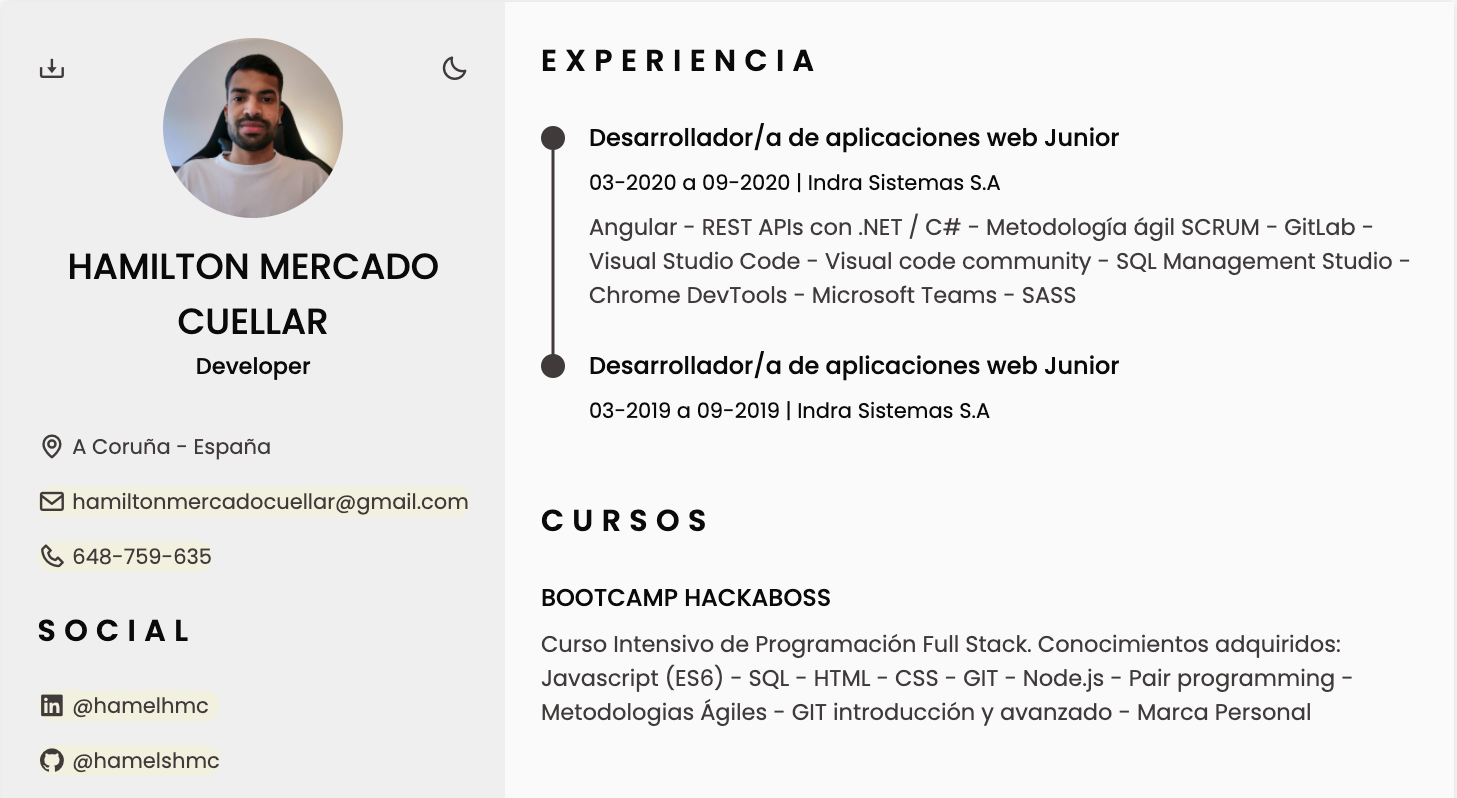 HAMILTON MERCADO
CUELLAR
Developer
A Coruña - España
hamiltonmercadocuellar@gmail.com
648-759-635
SOCIAL
@hamelhmc
@hamelshmc
EXPERIENCIA
Desarrollador/a de aplicaciones web Junior
03-2020 a 09-2020 | Indra Sistemas S.A
Angular - REST APIs con .NET / C# - Metodología ágil SCRUM - GitLab -
Visual Studio Code - Visual code community - SQL Management Studio -
Chrome DevTools - Microsoft Teams - SASS
Desarrollador/a de aplicaciones web Junior
03-2019 a 09-2019 | Indra Sistemas S.A
CURSOS
BOOTCAMP HACKABOSS
Curso Intensivo de Programación Full Stack. Conocimientos adquiridos:
Javascript (ES6) - SQL - HTML - CSS - GIT - Node.js - Pair programming -
Metodologias Ágiles - GIT introducción y avanzado - Marca Personal